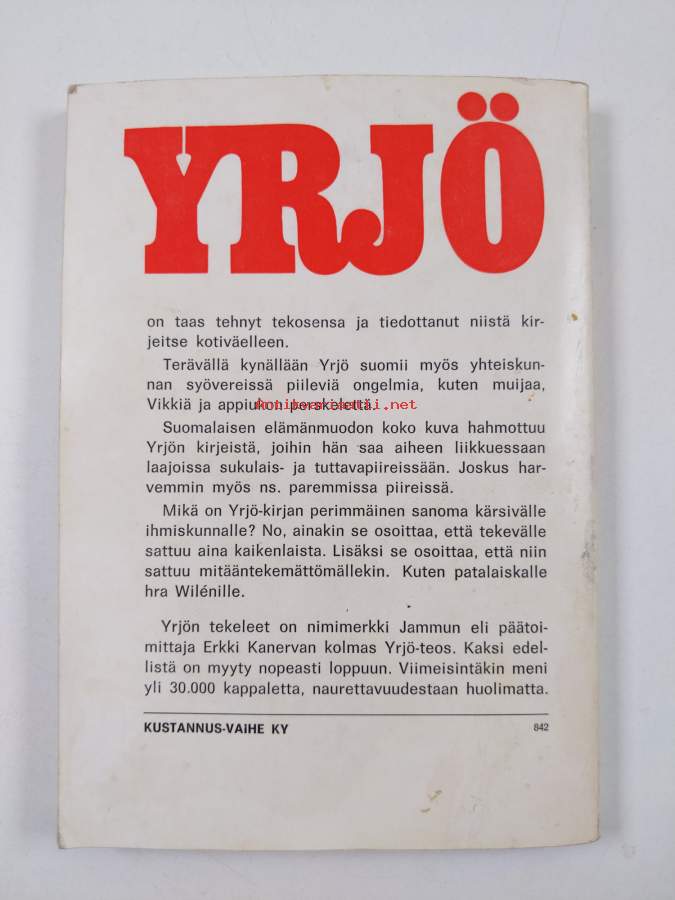 YRJÖ
on taas tehnyt tekosensa ja tiedottanut niistä kir-
jeitse kotiväelleen.
Terävällä kynällään Yrjö suomii myös yhteiskun-
nan syövereissä piileviä ongelmia, kuten muijaa,
Vikkiä ja appiukon perskelettä.
Antikvariaatti.net
Suomalaisen elämänmuodon koko kuva hahmottuu
Yrjön kirjeistä, joihin hän saa aiheen liikkuessaan
laajoissa sukulais- ja tuttavapiireissään. Joskus har-
vemmin myös ns. paremmissa piireissä.
Mikä on Yrjö-kirjan perimmäinen sanoma kärsivälle
ihmiskunnalle? No, ainakin se osoittaa, että tekevälle
sattuu aina kaikenlaista. Lisäksi se osoittaa, että niin
sattuu mitääntekemättömällekin. Kuten patalaiskalle
hra Wilénille.
Yrjön tekeleet on nimimerkki Jammun eli päätoi-
mittaja Erkki Kanervan kolmas Yrjö-teos. Kaksi edel-
listä on myyty nopeasti loppuun. Viimeisintäkin meni
yli 30.000 kappaletta, naurettavuudestaan huolimatta.
KUSTANNUS-VAIHE KY 842